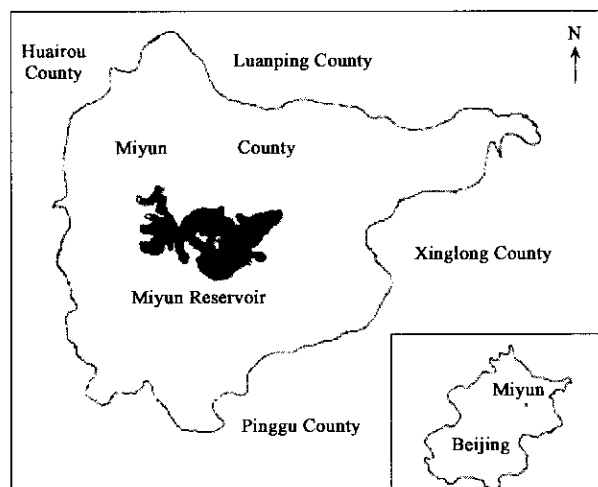 Huairou
County
Luanping County
N
Miyun County
Xinglong County
Miyun Reservoir
Pinggu County
Miyun
Beijing